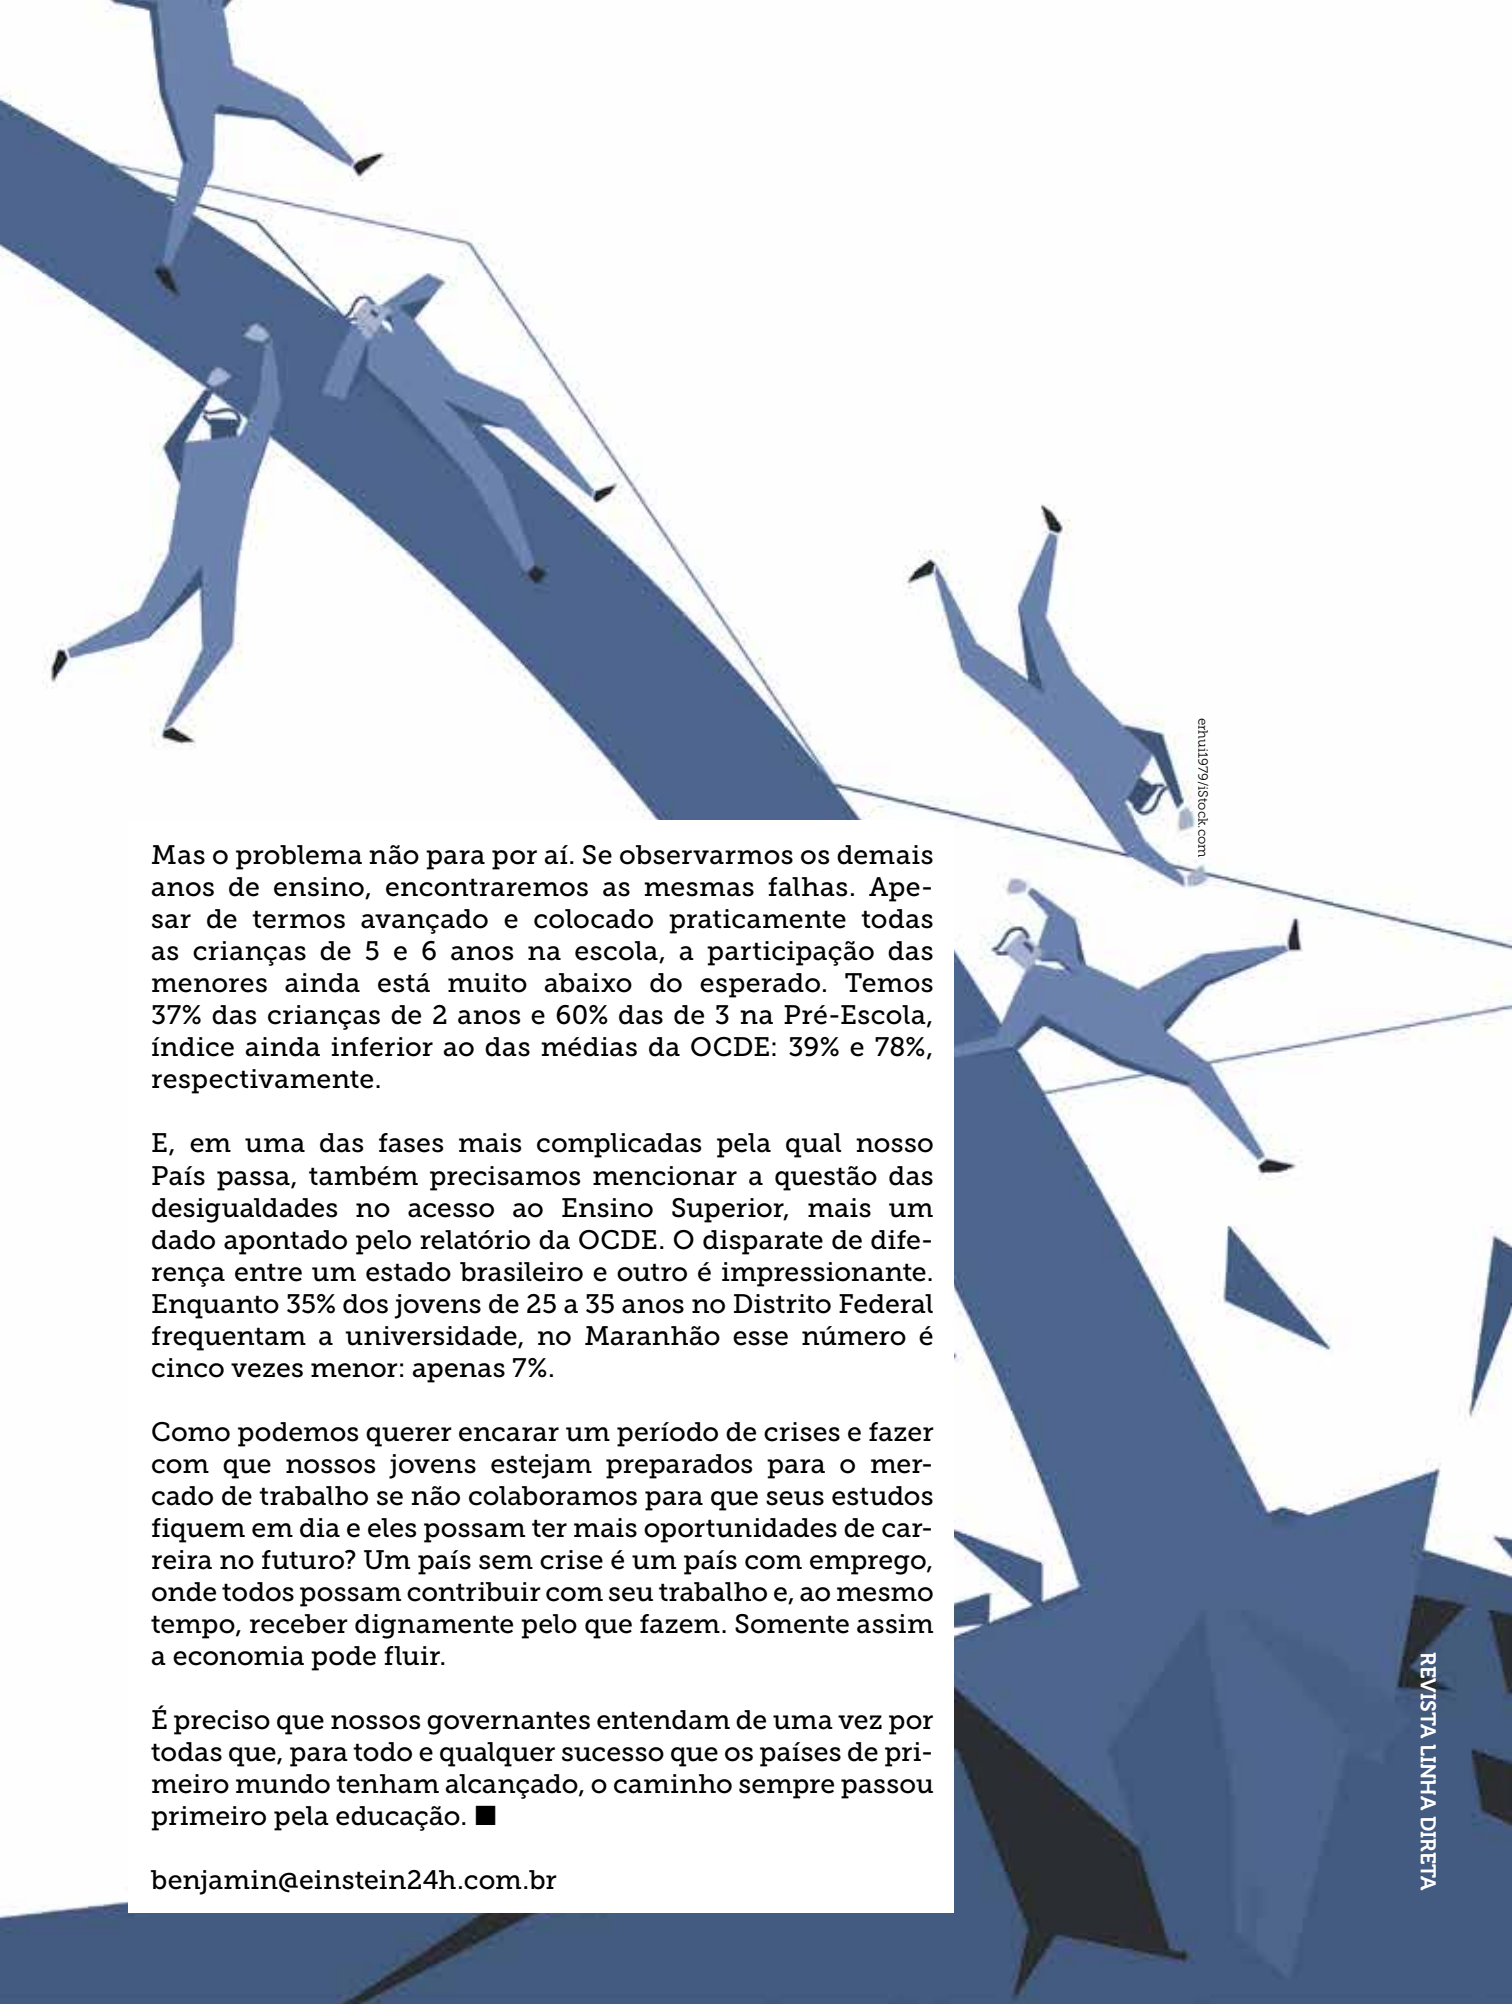 erhui1979/iStock.com
Mas o problema não para por aí. Se observarmos os demais
anos de ensino, encontraremos as mesmas falhas. Ape-
sar de termos avançado e colocado praticamente todas
as crianças de 5 e 6 anos na escola, a participação das
menores ainda está muito abaixo do esperado. Temos
37% das crianças de 2 anos e 60% das de 3 na Pré-Escola,
índice ainda inferior ao das médias da OCDE: 39% e 78%,
respectivamente.
E, em uma das fases mais complicadas pela qual nosso
País passa, também precisamos mencionar a questão das
desigualdades no acesso ao Ensino Superior, mais um
dado apontado pelo relatório da OCDE. O disparate de dife-
rença entre um estado brasileiro e outro é impressionante.
Enquanto 35% dos jovens de 25 a 35 anos no Distrito Federal
frequentam a universidade, no Maranhão esse número é
cinco vezes menor: apenas 7%.
Como podemos querer encarar um período de crises e fazer
com que nossos jovens estejam preparados para o mer-
cado de trabalho se não colaboramos para que seus estudos
fiquem em dia e eles possam ter mais oportunidades de car-
reira no futuro? Um país sem crise é um país com emprego,
onde todos possam contribuir com seu trabalho e, ao mesmo
tempo, receber dignamente pelo que fazem. Somente assim
a economia pode fluir.
É preciso que nossos governantes entendam de uma vez por
todas que, para todo e qualquer sucesso que os países de pri-
meiro mundo tenham alcançado, o caminho sempre passou
primeiro pela educação. ■
benjamin@einstein24h.com.br
REVISTA LINHA DIRETA